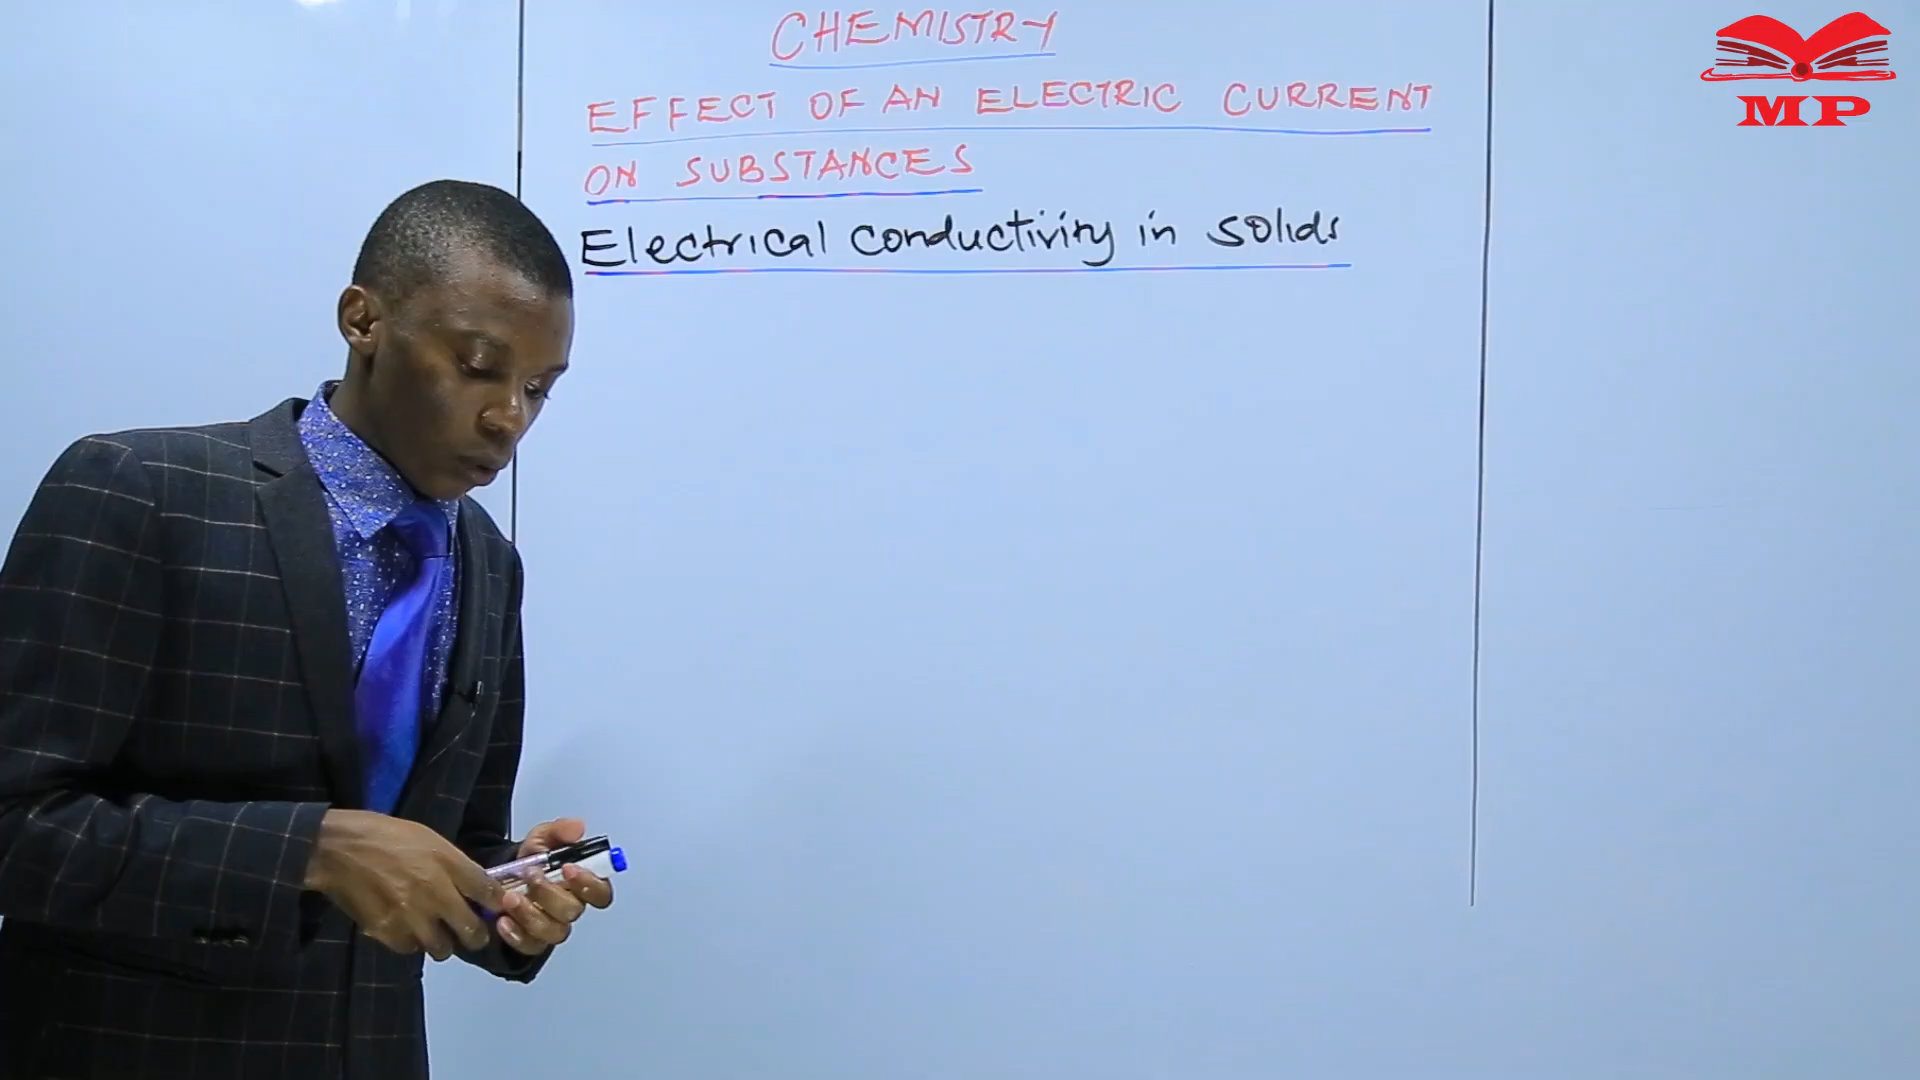 CHEMISTRY
EFFECT OF AN ELECTRIC CURRENT
ON SUBSTANCES
Electrical conductivity in solids
MP